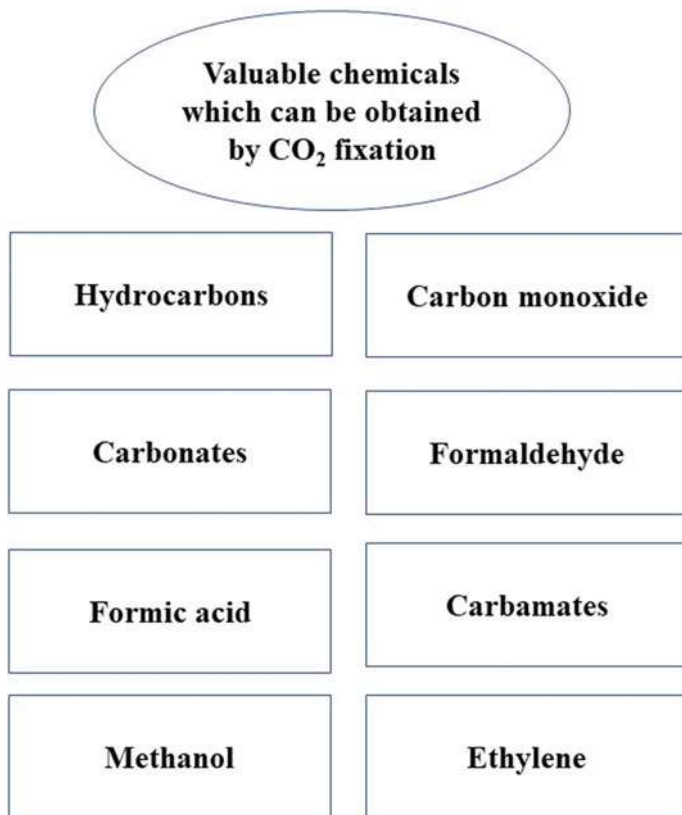 Valuable chemicals
which can be obtained
by CO₂ fixation
Hydrocarbons
Carbon monoxide
Carbonates
Formaldehyde
Formic acid
Carbamates
Methanol
Ethylene